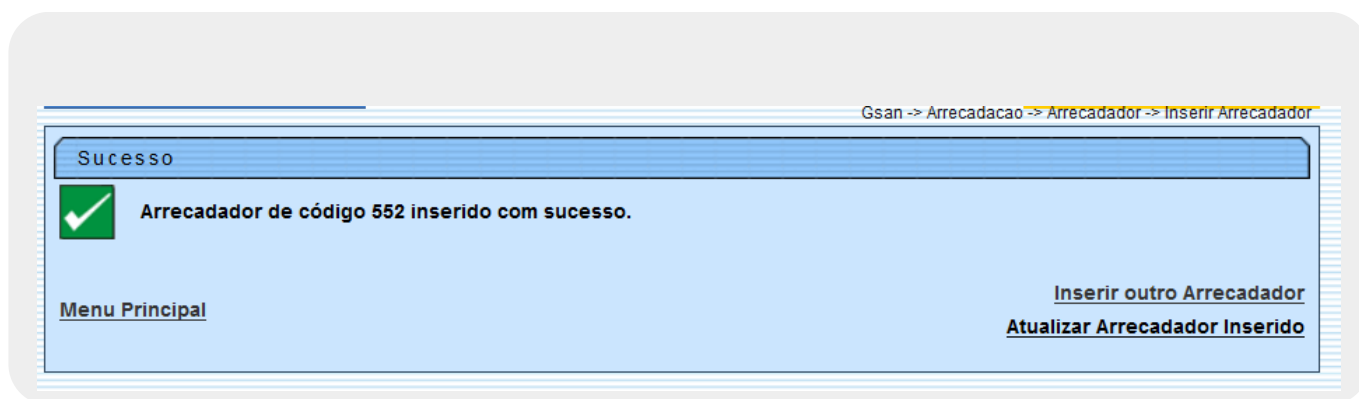 Gsan -> Arrecadacao -> Arrecadador -> Inserir Arrecadador
Sucesso
Arrecadador de código 552 inserido com sucesso.
Inserir outro Arrecadador
Menu Principal
Atualizar Arrecadador Inserido